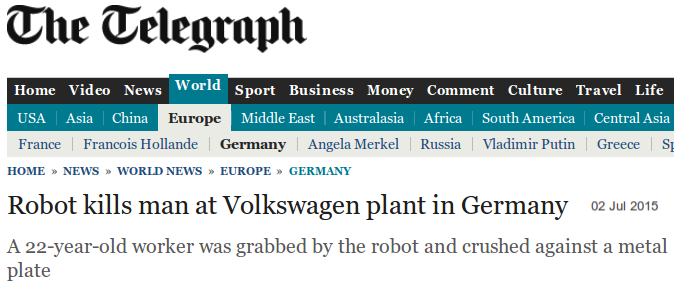 The Telegraph
Home Video News World Sport Business Money Comment Culture Travel Life
USA Asia China Europe Middle East Australasia Africa South America Central Asia
France Francois Hollande Germany Angela Merkel Russia Vladimir Putin Greece
HOME » NEWS » WORLD NEWS » EUROPE » GERMANY
Robot kills man at Volkswagen plant in Germany 02 Jul 2015
A 22-year-old worker was grabbed by the robot and crushed against a metal
plate